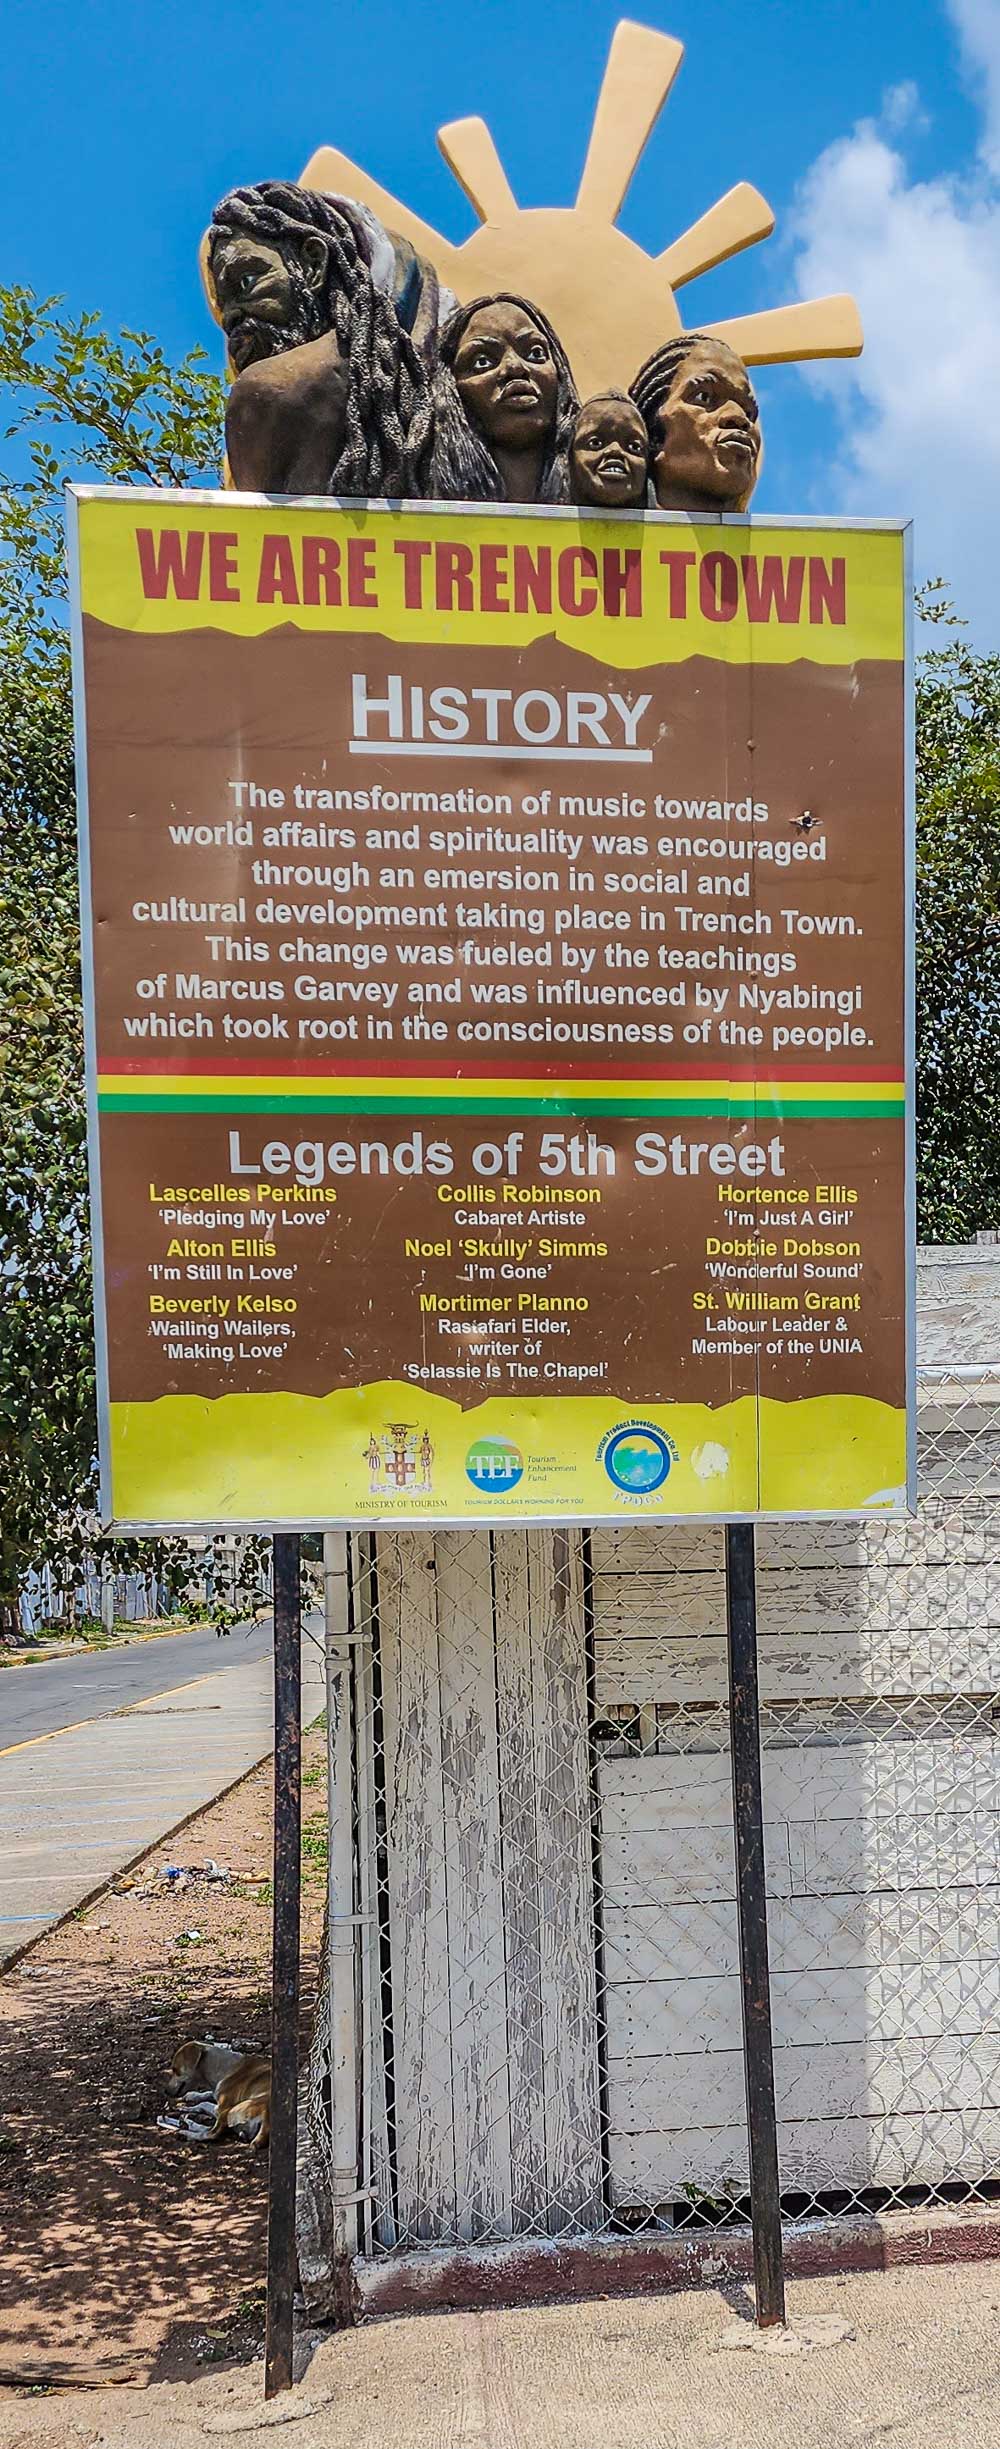 WE ARE TRENCH TOWN
HISTORY
The transformation of music towards
world affairs and spirituality was encouraged
through an emersion in social and
cultural development taking place in Trench Town.
This change was fueled by the teachings
of Marcus Garvey and was influenced by Nyabingi
which took root in the consciousness of the people.
Legends of 5th Street
Lascelles Perkins
'Pledging My Love'
Alton Ellis
'I'm Still In Love'
Beverly Kelso
Wailing Wailers,
'Making Love'
Collis Robinson
Cabaret Artiste
Noel 'Skully' Simms
'I'm Gone'
Mortimer Planno
Rastafari Elder,
writer of
'Selassie Is The Chapel'
Hortence Ellis
'I'm Just A Girl'
Dobbie Dobson
'Wonderful Sound'
St. William Grant
Labour Leader &
Member of the UNIA
MINISTRY OF TOURISM
TEF
Tourism
Enhancement
Fund
TOURISM DOLLARS WORKING FOR YOU
Tourism Product Development Co. Ltd
TPDCo